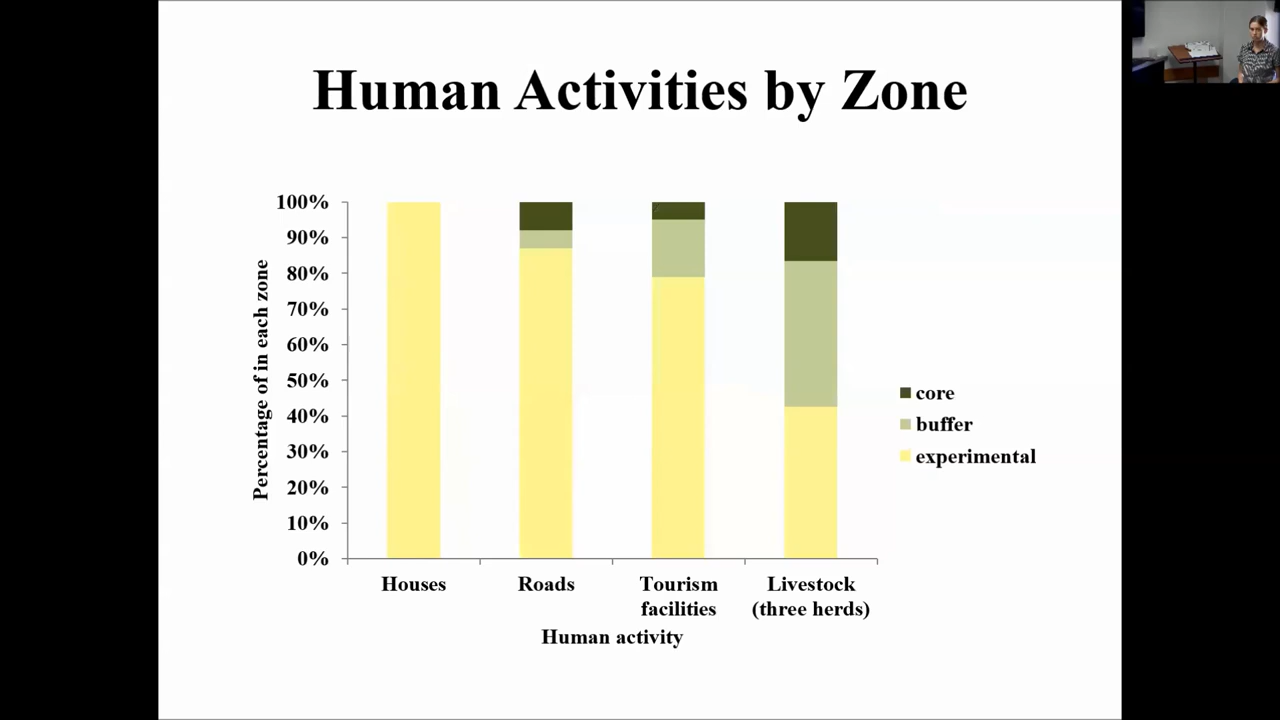 Human Activities by Zone
100%
90%
80%
70%
60%
50%
40%
30%
20%
10%
0%
Percentage of in each zone
Houses
Roads
Tourism
facilities
Livestock
(three herds)
Human activity
core
buffer
experimental